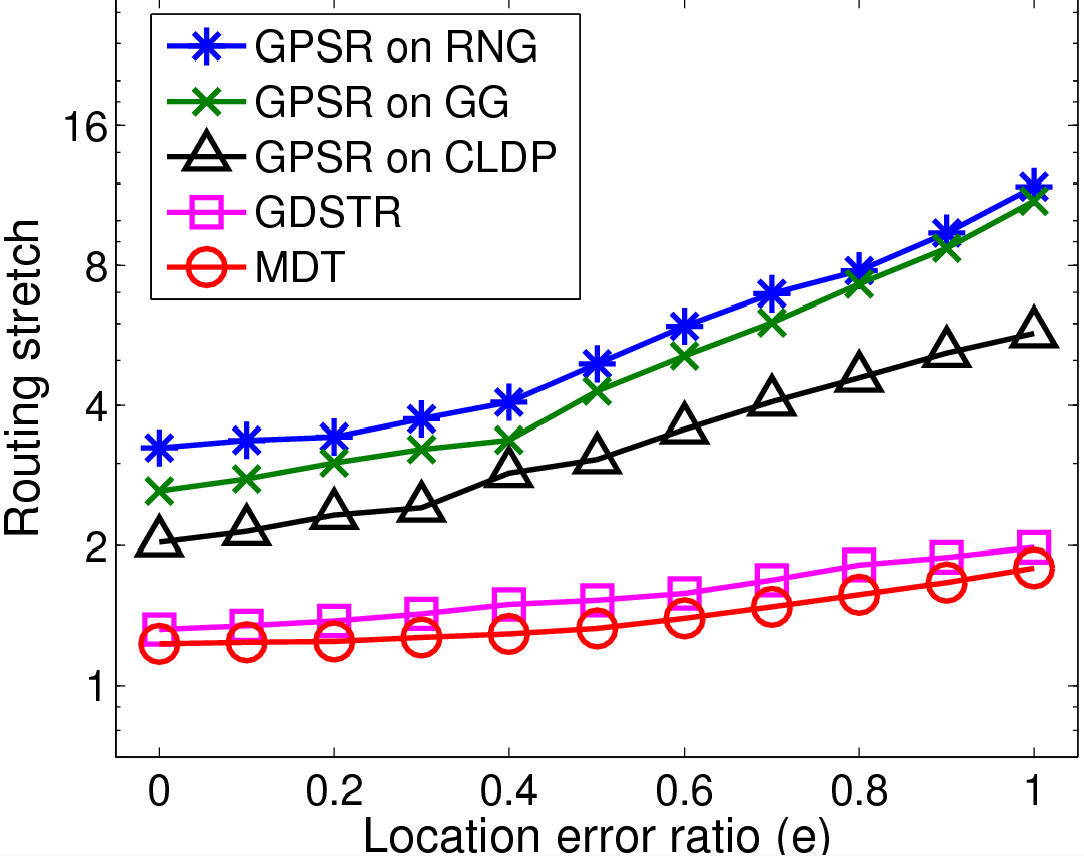 GPSR on RNG
GPSR on GG
GPSR on CLDP
GDSTR
MDT
16
8
4
2
1
Routing stretch
0 0.2 0.4 0.6 0.8 1
Location error ratio (e)